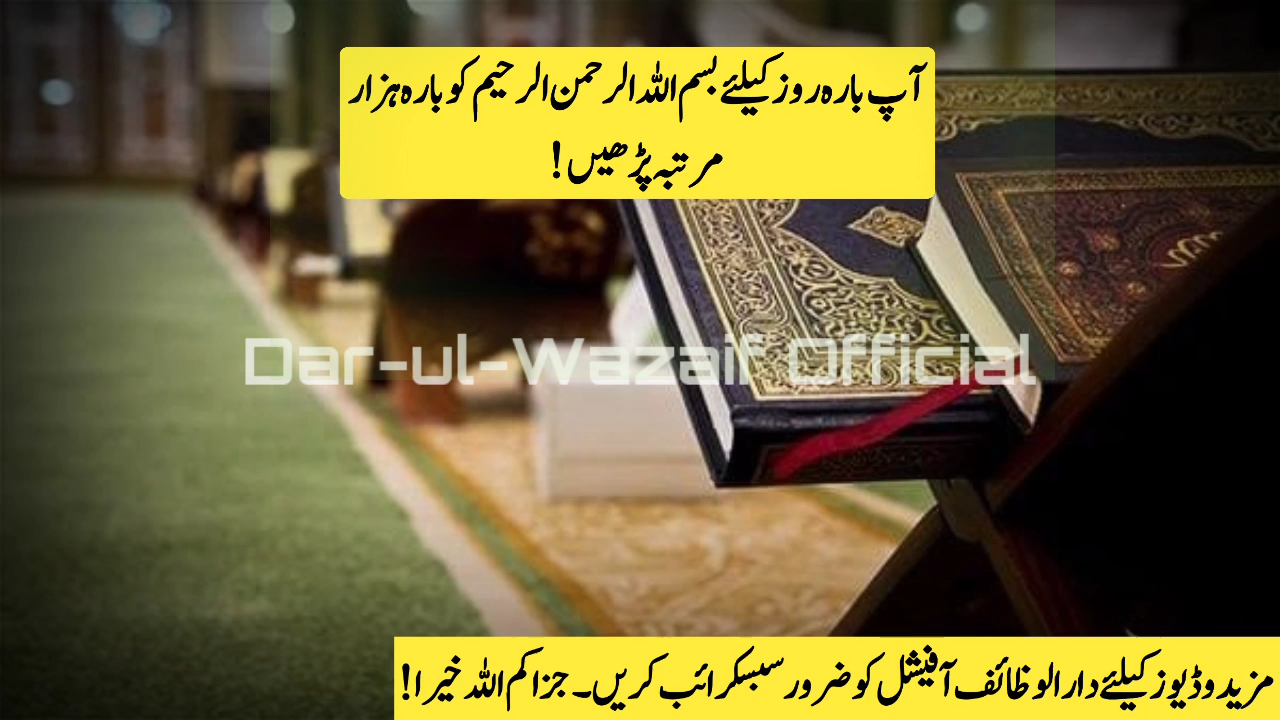 آپ بارہ روز کیلئے بسم اللہ الرحمن الرحیم کو بارہ ہزار
مرتبہ پڑھیں!
Dar-ul-Wazaif Official
مزید وڈیوز کیلئے دارالوظائف آفیشل کو ضرور سبسکرائب کریں۔ جزاکم اللہ خیرا!